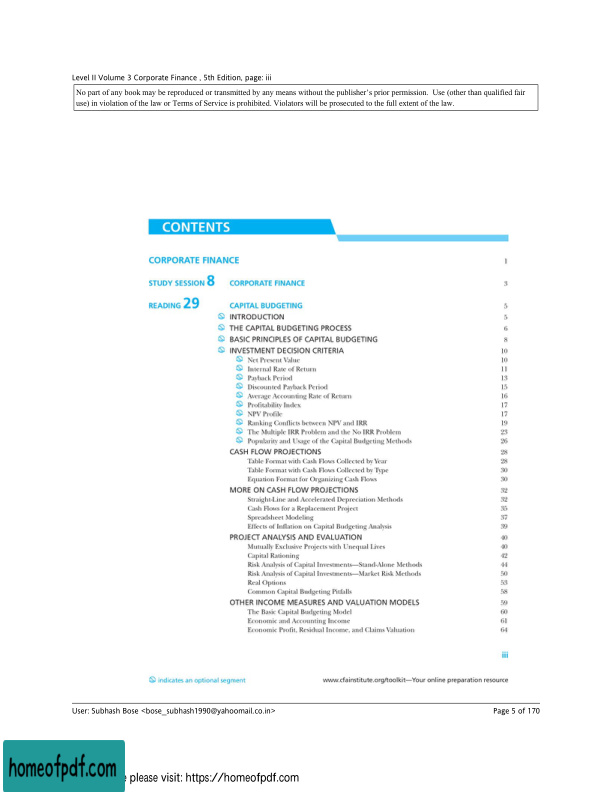 Level II Volume 3 Corporate Finance , 5th Edition, page: iii
No part of any book may be reproduced or transmitted by any means without the publisher's prior permission. Use (other than qualified fair
use) in violation of the law or Terms of Service is prohibited. Violators will be prosecuted to the full extent of the law.
CONTENTS
CORPORATE FINANCE 1
STUDY SESSION 8 CORPORATE FINANCE 3
READING 29 CAPITAL BUDGETING 5
INTRODUCTION 5
THE CAPITAL BUDGETING PROCESS 6
BASIC PRINCIPLES OF CAPITAL BUDGETING 8
INVESTMENT DECISION CRITERIA 10
Net Present Value 10
Internal Rate of Return 11
Payback Period 13
Discounted Payback Period 15
Average Accounting Rate of Return 16
Profitability Index 17
NPV Profile 17
Ranking Conflicts between NPV and IRR 19
The Multiple IRR Problem and the No IRR Problem 23
Popularity and Usage of the Capital Budgeting Methods 26
CASH FLOW PROJECTIONS 28
Table Format with Cash Flows Collected by Year 28
Table Format with Cash Flows Collected by Type 30
Equation Format for Organizing Cash Flows 30
MORE ON CASH FLOW PROJECTIONS 32
Straight-Line and Accelerated Depreciation Methods 32
Cash Flows for a Replacement Project 35
Spreadsheet Modeling 37
Effects of Inflation on Capital Budgeting Analysis 39
PROJECT ANALYSIS AND EVALUATION 40
Mutually Exclusive Projects with Unequal Lives 40
Capital Rationing 42
Risk Analysis of Capital Investments—Stand-Alone Methods 44
Risk Analysis of Capital Investments—Market Risk Methods 50
Real Options 53
Common Capital Budgeting Pitfalls 58
OTHER INCOME MEASURES AND VALUATION MODELS 59
The Basic Capital Budgeting Model 60
Economic and Accounting Income 61
Economic Profit, Residual Income, and Claims Valuation 64
iii
indicates an optional segment www.cfainstitute.org/toolkit—Your online preparation resource
User: Subhash Bose <bose_subhash1990@yahoomail.co.in> Page 5 of 170
homeofpdf.com please visit: https://homeofpdf.com